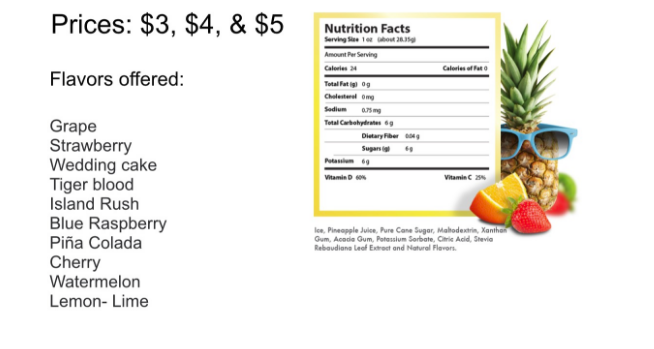 Prices: $3, $4, & $5
Flavors offered:
Grape
Strawberry
Wedding cake
Tiger blood
Island Rush
Blue Raspberry
Piña Colada
Cherry
Watermelon
Lemon- Lime
Nutrition Facts
Serving Size 1 oz (about 28.35g)
Amount Per Serving
Calories 24 Calories of Fat 0
Total Fat (g) 0 g
Cholesterol 0 mg
Sodium 0.75 mg
Total Carbohydrates 6 g
Dietary Fiber 0.04 g
Sugars (g) 6 g
Potassium 6 g
Vitamin D 60% Vitamin C 25%
Ice, Pineapple Juice, Pure Cane Sugar, Maltodextrin, Xanthan
Gum, Acacia Gum, Potassium Sorbate, Citric Acid, Stevia
Rebaudiana Leaf Extract and Natural Flavors.